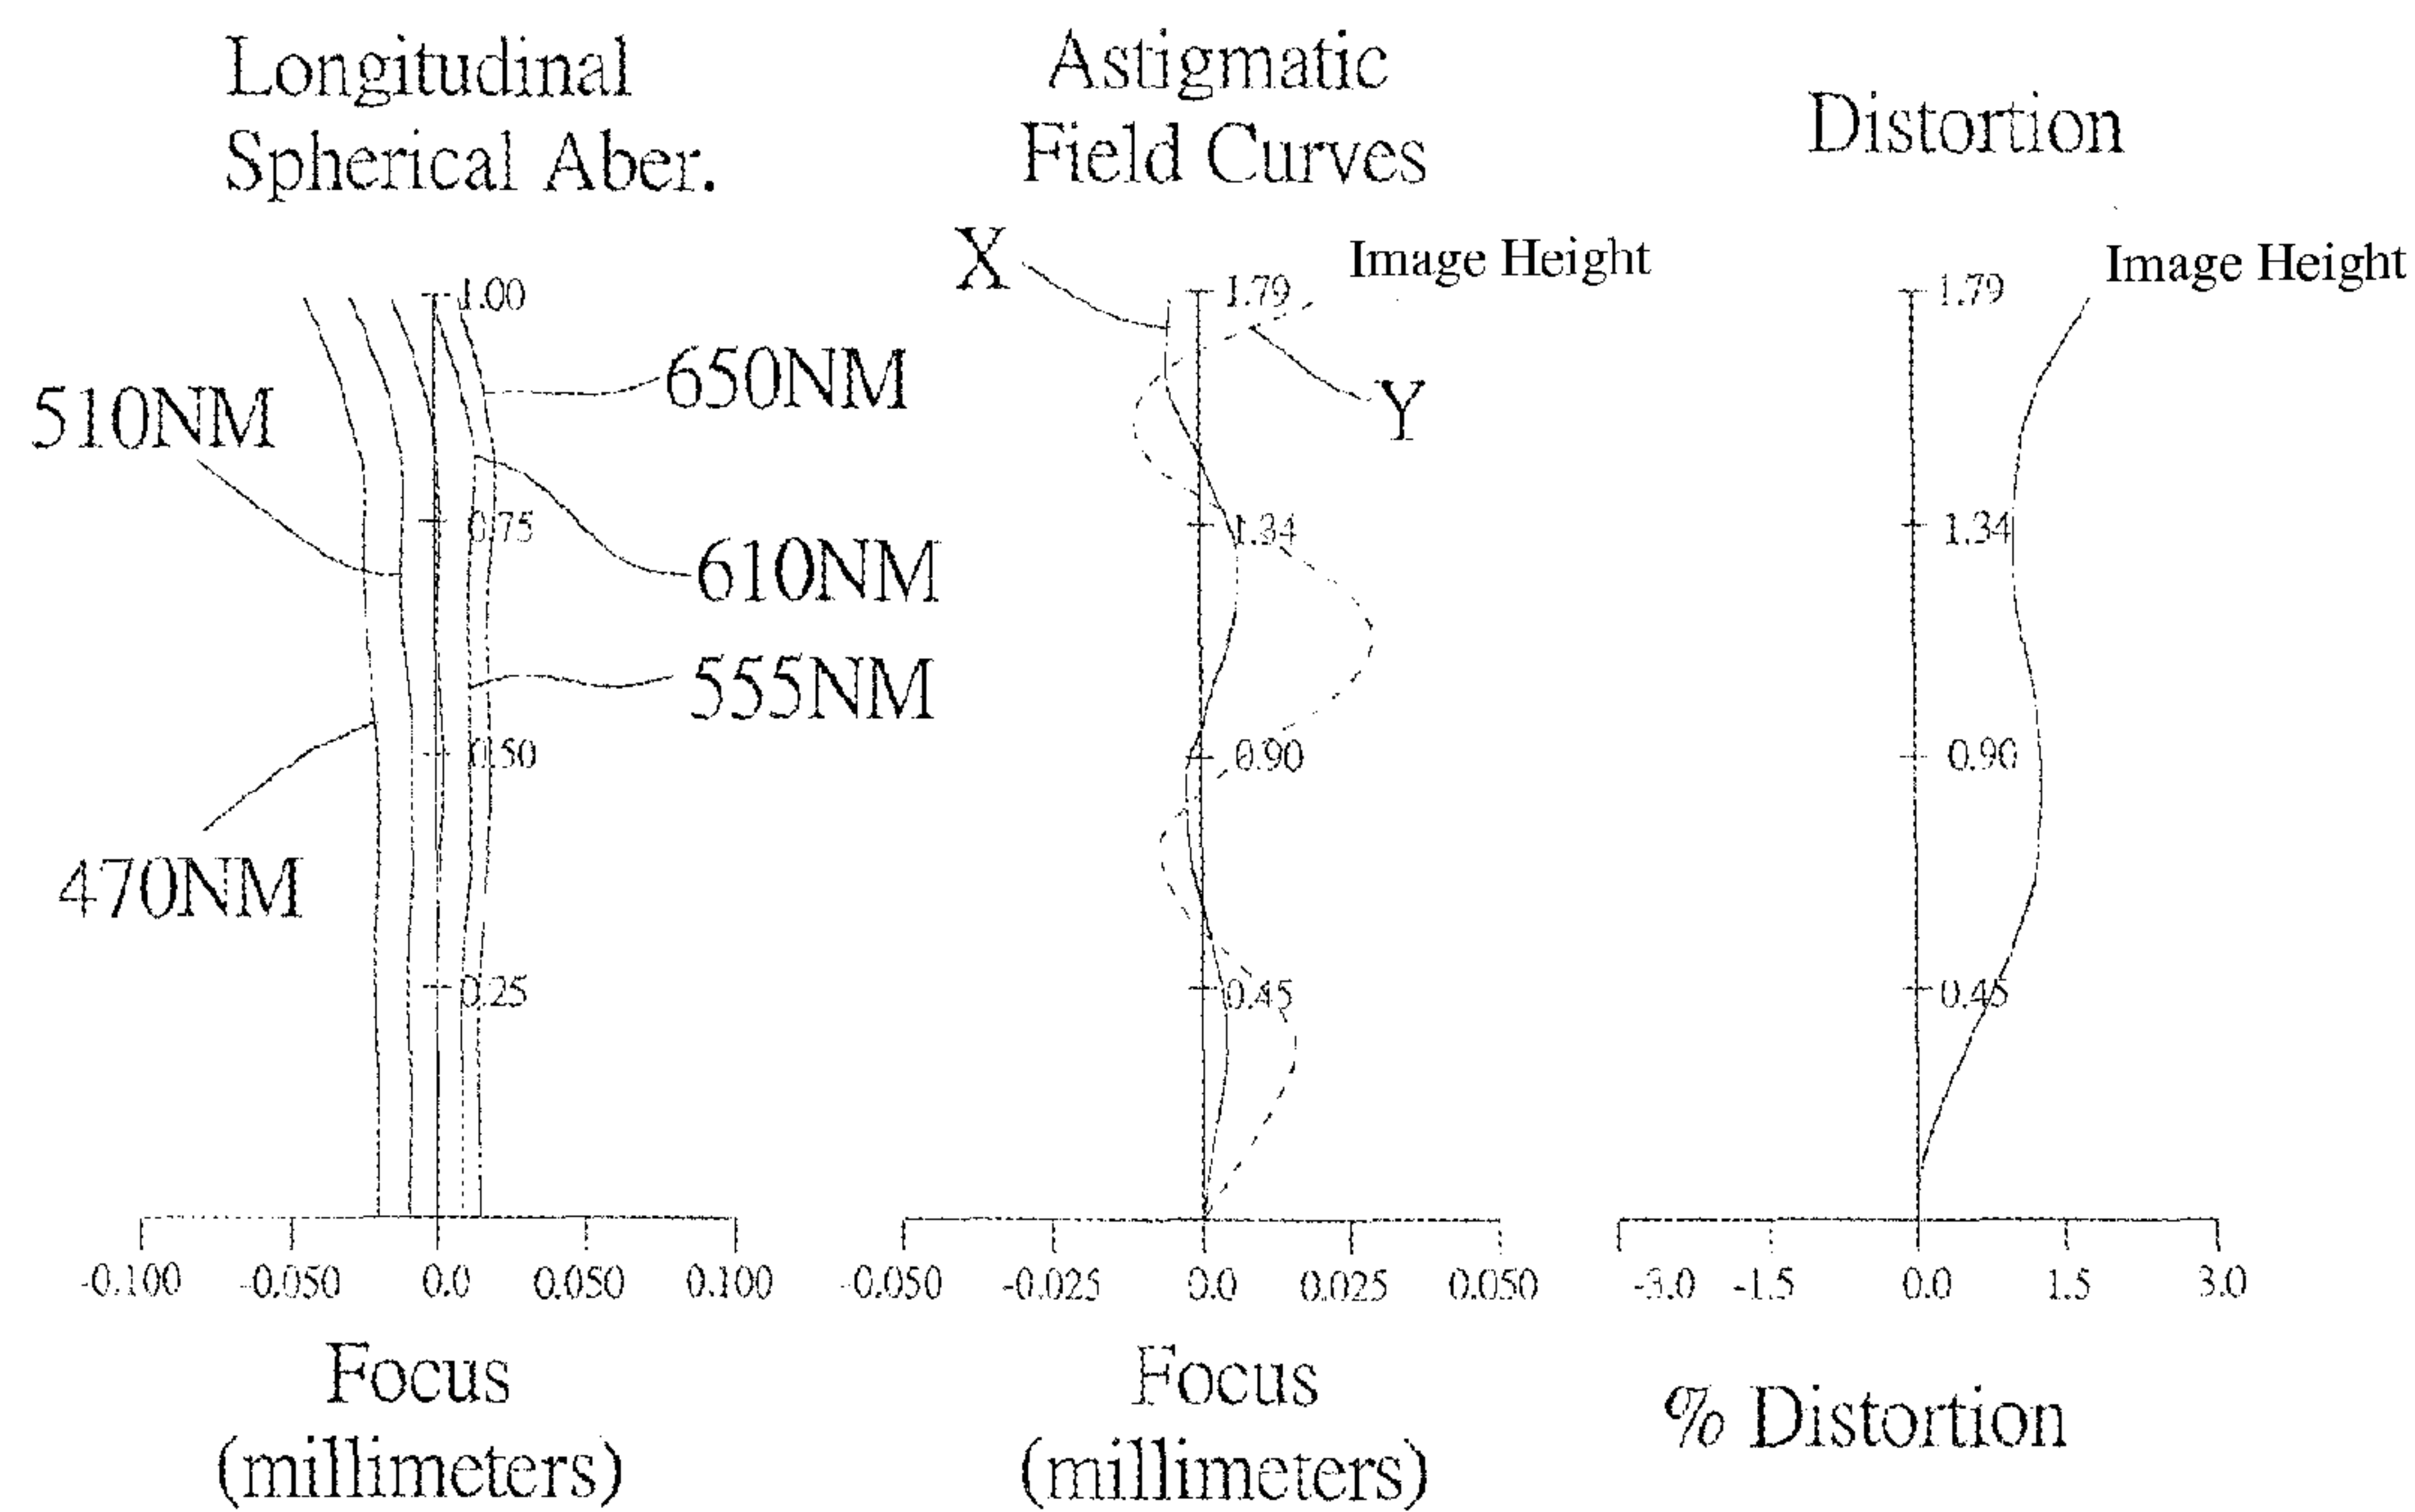 Longitudinal
Spherical Aber.
1.00
650NM
510NM
0.75
610NM
555NM
0.50
470NM
0.25
-0.100 -0.050 0.0 0.050 0.100
Focus
(millimeters)
Astigmatic
Field Curves
X
Image Height
1.79
Y
1.34
0.90
0.45
-0.050 -0.025 0.0 0.025 0.050
Focus
(millimeters)
Distortion
Image Height
1.79
1.34
0.90
0.45
-3.0 -1.5 0.0 1.5 3.0
% Distortion